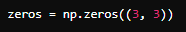 zeros = np.zeros((3, 3))